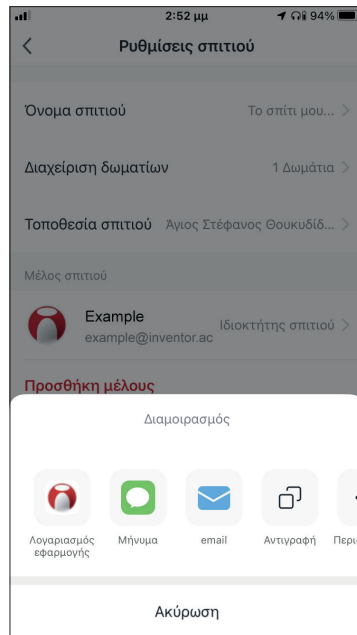 2:52 μμ 94%
Ρυθμίσεις σπιτιού
Όνομα σπιτιού Το σπίτι μου...
Διαχείριση δωματίων 1 Δωμάτια
Τοποθεσία σπιτιού Άγιος Στέφανος Θουκυδίδ...
Μέλος σπιτιού
Example
example@inventor.ac Ιδιοκτήτης σπιτιού
Προσθήκη μέλους
Διαμοιρασμός
Λογαριασμός εφαρμογής Μήνυμα email Αντιγραφή
Ακύρωση